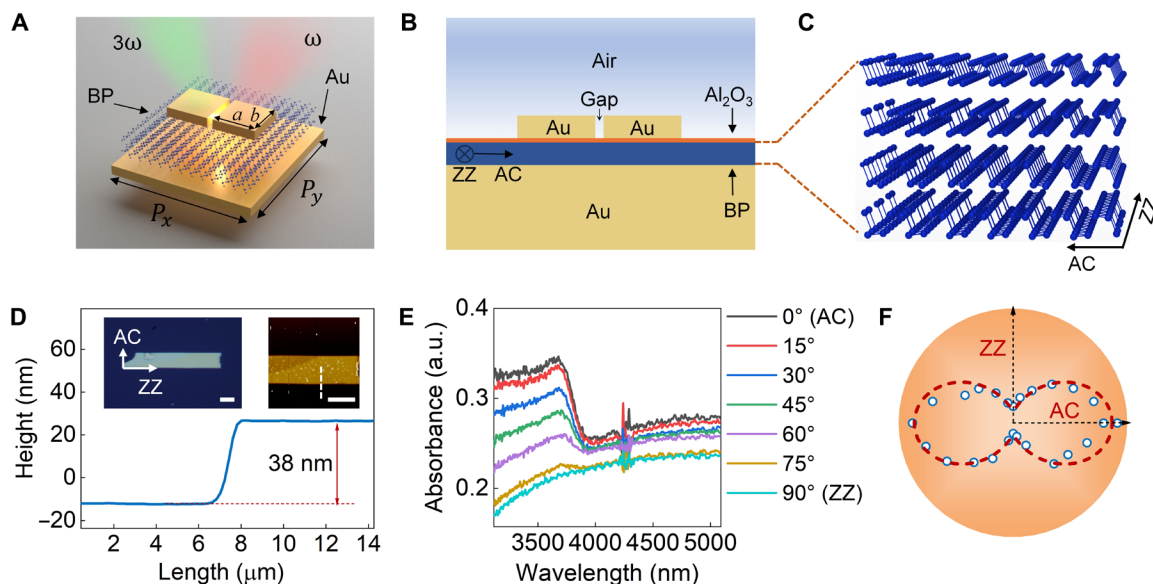 A
3ω
ω
BP
Au
a
b
Pₓ
Pᵧ
B
Air
Gap
Al₂O₃
Au
Au
ZZ
AC
BP
Au
C
AC
ZZ
D
Height (nm)
60
40
20
0
−20
AC
ZZ
38 nm
2
4
6
8
10
12
14
Length (μm)
E
Absorbance (a.u.)
0.4
0.3
0.2
3500
4000
4500
5000
Wavelength (nm)
0° (AC)
15°
30°
45°
60°
75°
90° (ZZ)
F
ZZ
AC